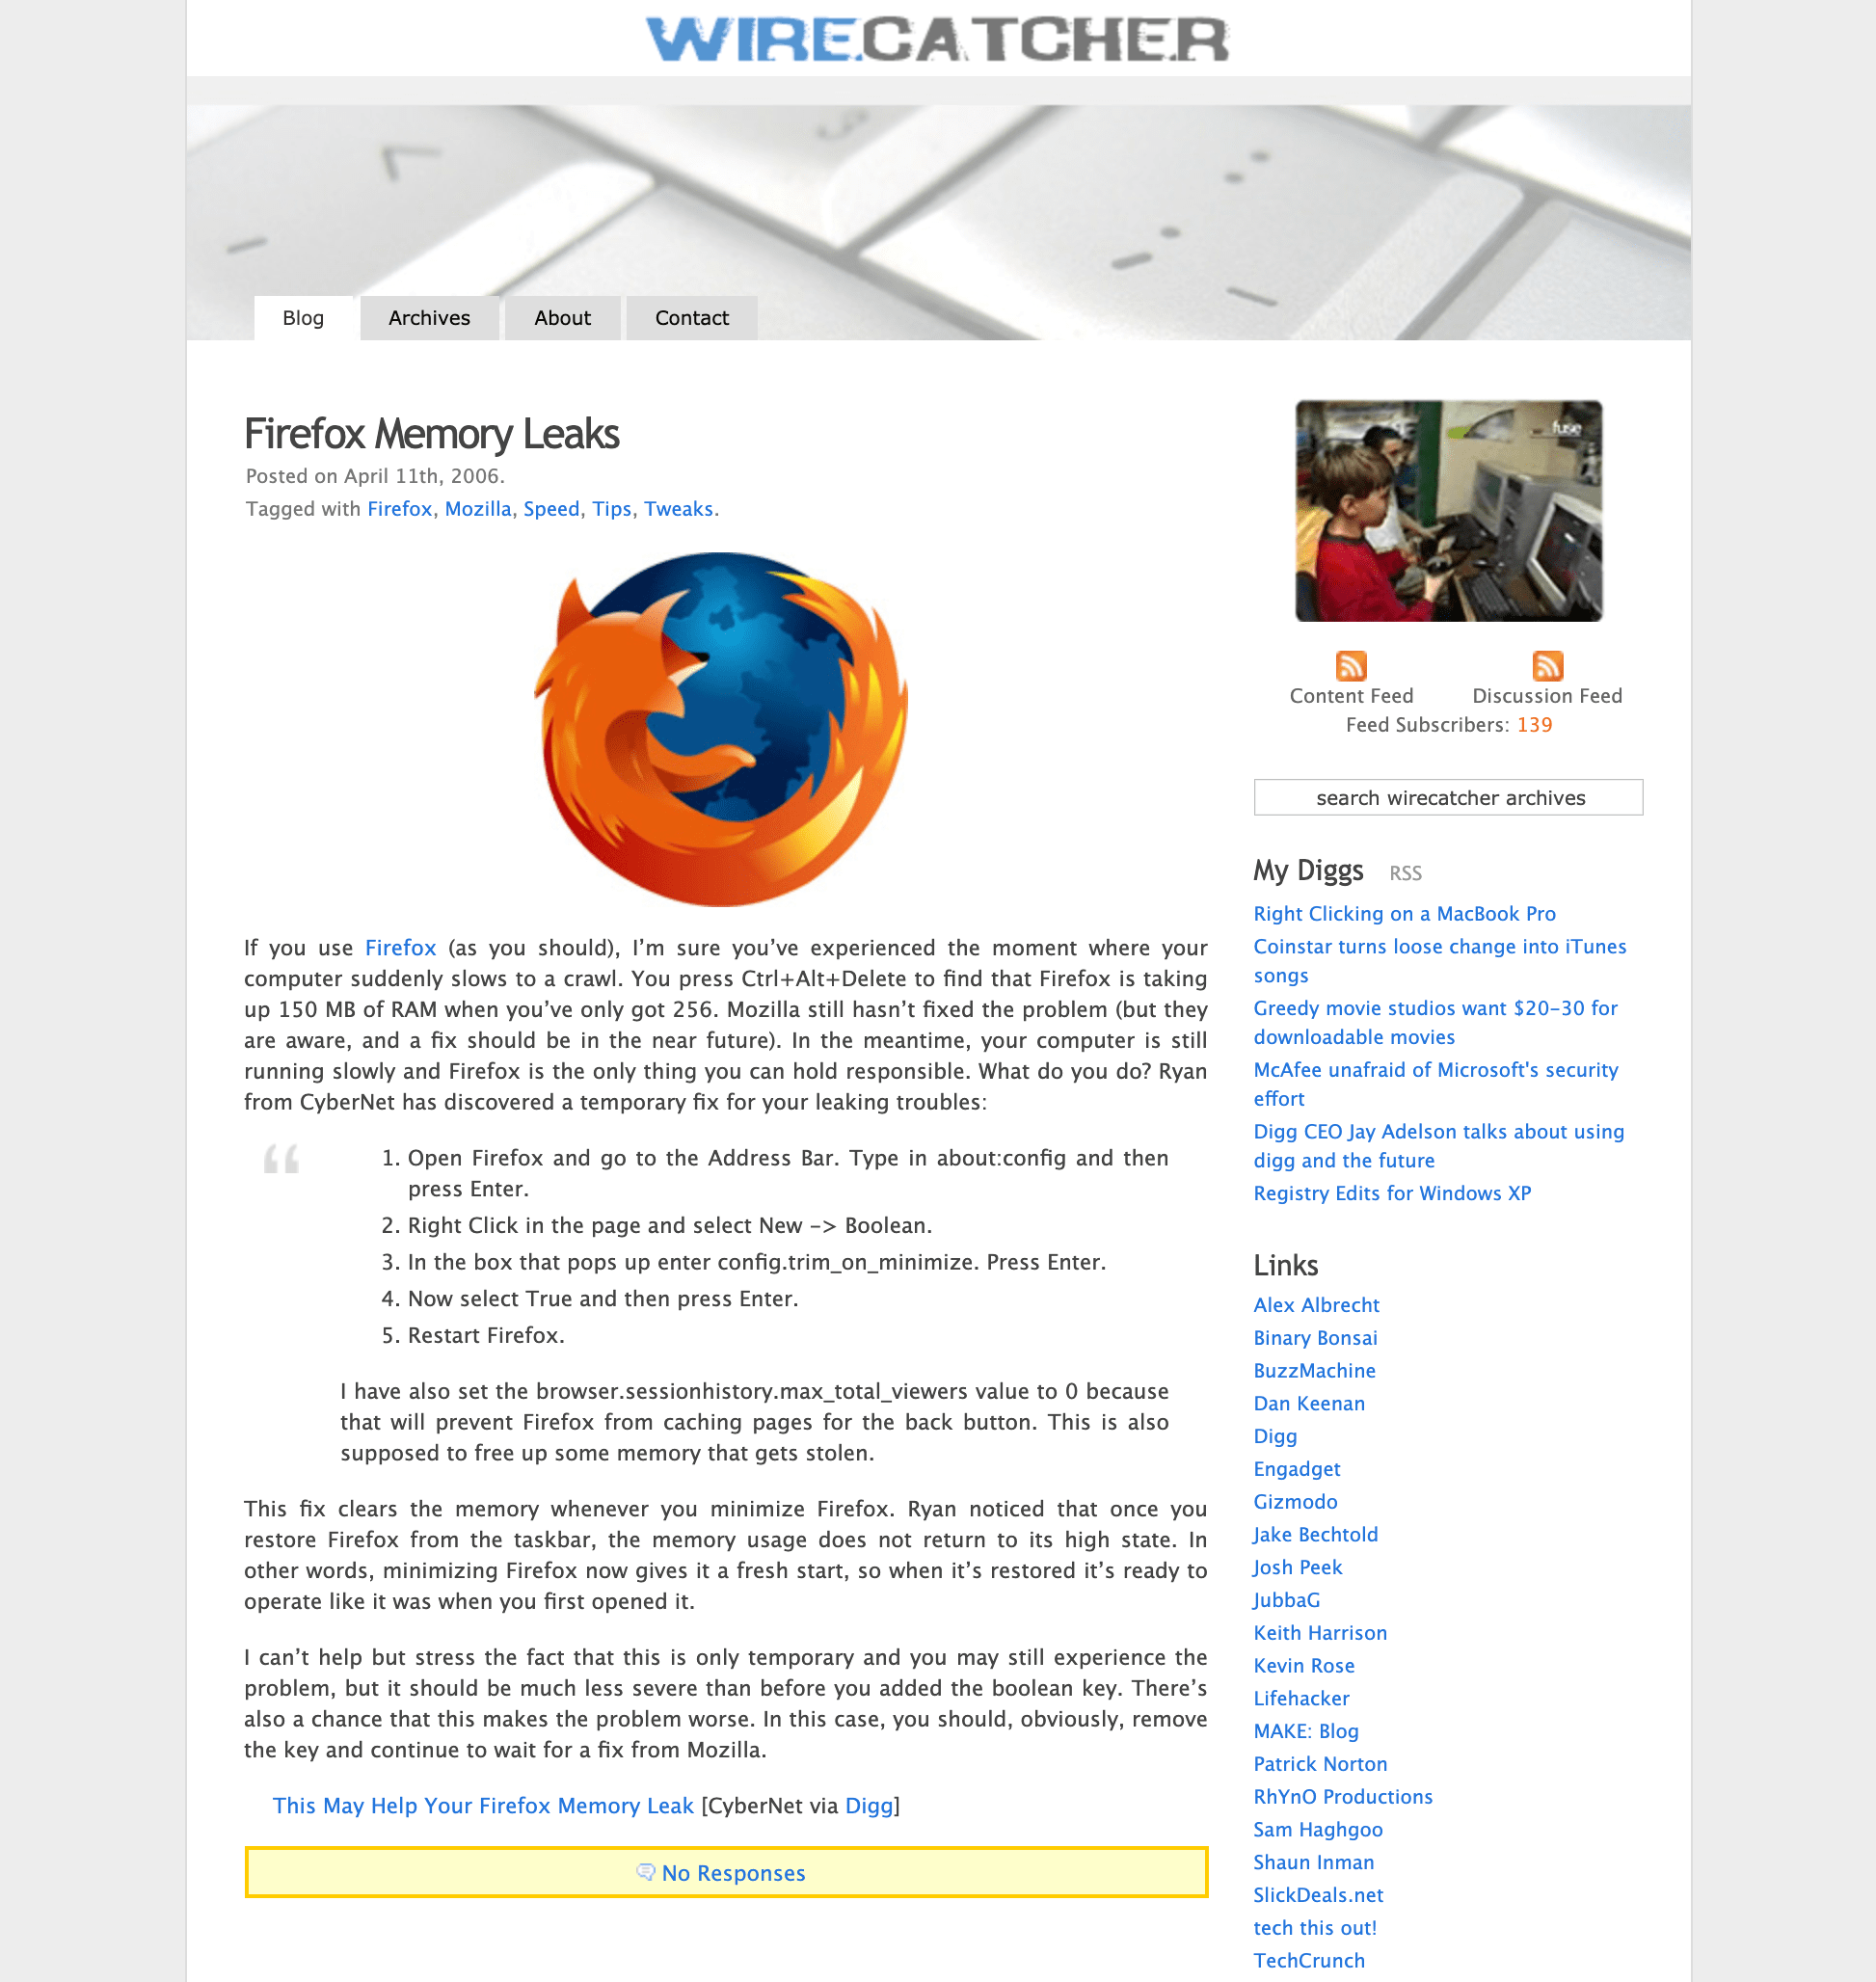 WIRECATCHER
Blog
Archives
About
Contact
Firefox Memory Leaks
Posted on April 11th, 2006.
Tagged with Firefox, Mozilla, Speed, Tips, Tweaks.
If you use Firefox (as you should), I’m sure you’ve experienced the moment where your
computer suddenly slows to a crawl. You press Ctrl+Alt+Delete to find that Firefox is taking
up 150 MB of RAM when you’ve only got 256. Mozilla still hasn’t fixed the problem (but they
are aware, and a fix should be in the near future). In the meantime, your computer is still
running slowly and Firefox is the only thing you can hold responsible. What do you do? Ryan
from CyberNet has discovered a temporary fix for your leaking troubles:
“
1. Open Firefox and go to the Address Bar. Type in about:config and then
press Enter.
2. Right Click in the page and select New -> Boolean.
3. In the box that pops up enter config.trim_on_minimize. Press Enter.
4. Now select True and then press Enter.
5. Restart Firefox.
I have also set the browser.sessionhistory.max_total_viewers value to 0 because
that will prevent Firefox from caching pages for the back button. This is also
supposed to free up some memory that gets stolen.
This fix clears the memory whenever you minimize Firefox. Ryan noticed that once you
restore Firefox from the taskbar, the memory usage does not return to its high state. In
other words, minimizing Firefox now gives it a fresh start, so when it’s restored it’s ready to
operate like it was when you first opened it.
I can’t help but stress the fact that this is only temporary and you may still experience the
problem, but it should be much less severe than before you added the boolean key. There’s
also a chance that this makes the problem worse. In this case, you should, obviously, remove
the key and continue to wait for a fix from Mozilla.
This May Help Your Firefox Memory Leak [CyberNet via Digg]
No Responses
fuse
Content Feed
Discussion Feed
Feed Subscribers: 139
search wirecatcher archives
My Diggs RSS
Right Clicking on a MacBook Pro
Coinstar turns loose change into iTunes
songs
Greedy movie studios want $20-30 for
downloadable movies
McAfee unafraid of Microsoft's security
effort
Digg CEO Jay Adelson talks about using
digg and the future
Registry Edits for Windows XP
Links
Alex Albrecht
Binary Bonsai
BuzzMachine
Dan Keenan
Digg
Engadget
Gizmodo
Jake Bechtold
Josh Peek
JubbaG
Keith Harrison
Kevin Rose
Lifehacker
MAKE: Blog
Patrick Norton
RhYnO Productions
Sam Haghgoo
Shaun Inman
SlickDeals.net
tech this out!
TechCrunch